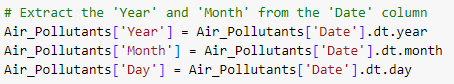 # Extract the 'Year' and 'Month' from the 'Date' column
Air_Pollutants['Year'] = Air_Pollutants['Date'].dt.year
Air_Pollutants['Month'] = Air_Pollutants['Date'].dt.month
Air_Pollutants['Day'] = Air_Pollutants['Date'].dt.day